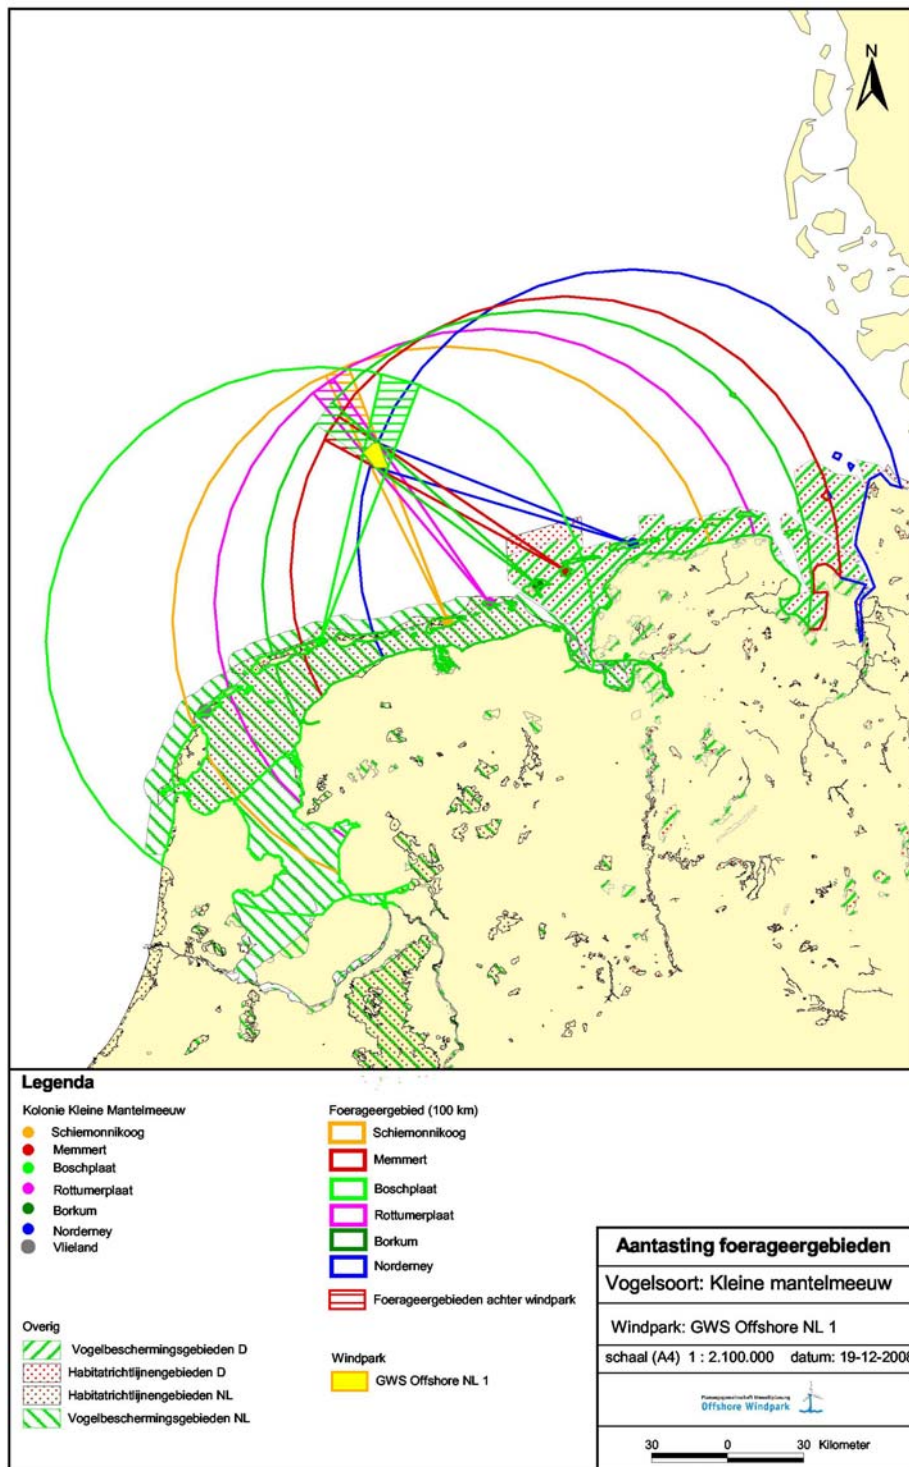 N
Legenda
Kolonie Kleine Mantelmeeuw
Schiemonnikoog
Memmert
Boschplaat
Rottumerplaat
Borkum
Norderney
Vlieland
Foerageergebied (100 km)
Schiemonnikoog
Memmert
Boschplaat
Rottumerplaat
Borkum
Norderney
Foerageergebieden achter windpark
Overig
Vogelbeschermingsgebieden D
Habitatrichtlijnengebieden D
Habitatrichtlijnengebieden NL
Vogelbeschermingsgebieden NL
Windpark
GWS Offshore NL 1
Aantasting foerageergebieden
Vogelsoort: Kleine mantelmeeuw
Windpark: GWS Offshore NL 1
schaal (A4) 1 : 2.100.000 datum: 19-12-2008
Planungsgemeinschaft Umweltplanung
Offshore Windpark
30 0 30 Kilometer